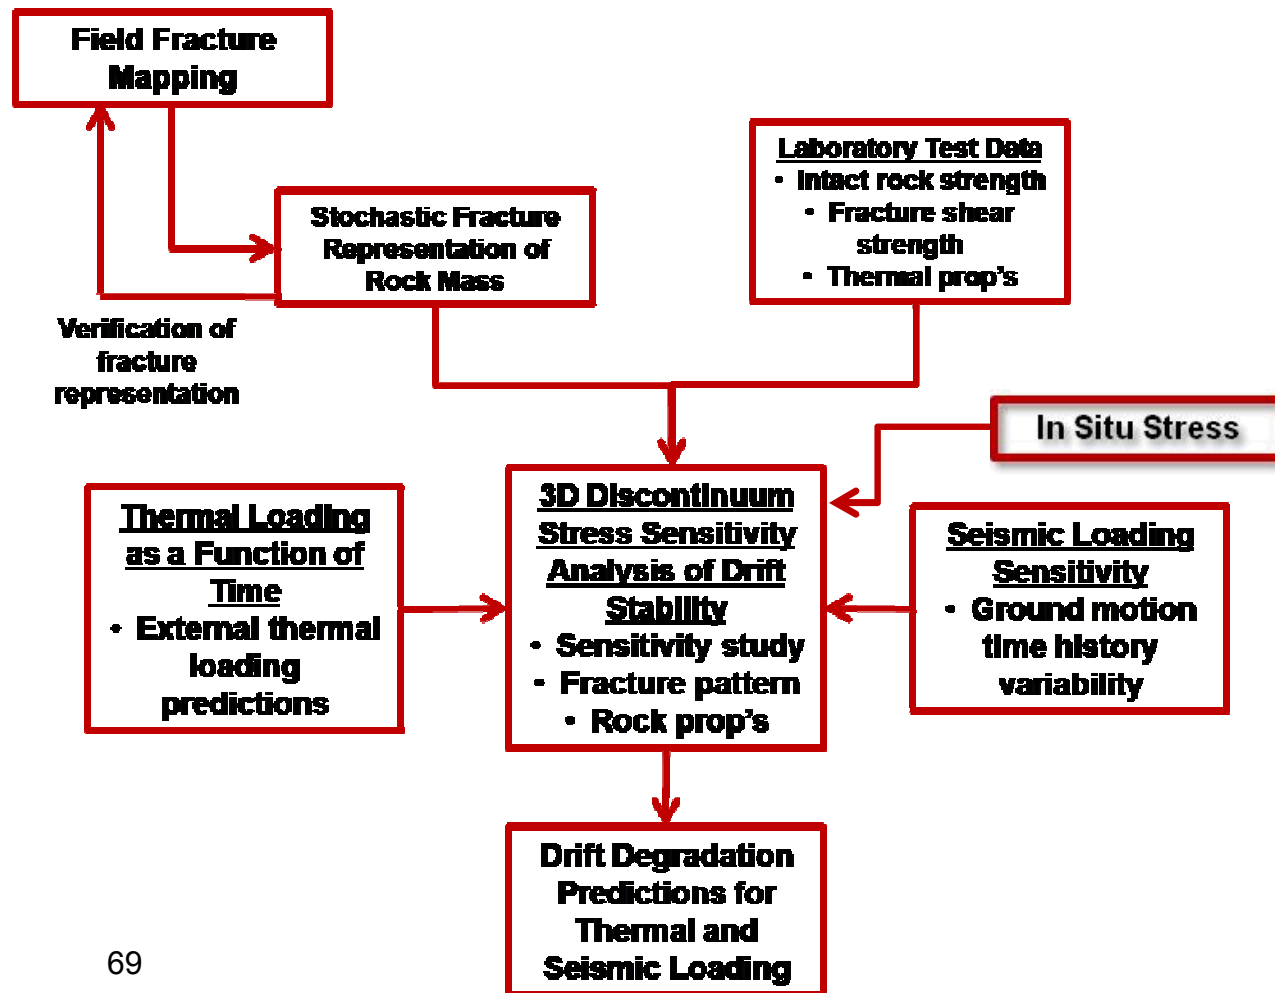 Field Fracture
Mapping
Laboratory Test Data
• Intact rock strength
• Fracture shear
strength
• Thermal prop's
Stochastic Fracture
Representation of
Rock Mass
Verification of
fracture
representation
In Situ Stress
Thermal Loading
as a Function of
Time
• External thermal
loading
predictions
3D Discontinuum
Stress Sensitivity
Analysis of Drift
Stability
• Sensitivity study
• Fracture pattern
• Rock prop's
Seismic Loading
Sensitivity
• Ground motion
time history
variability
Drift Degradation
Predictions for
Thermal and
Seismic Loading
69